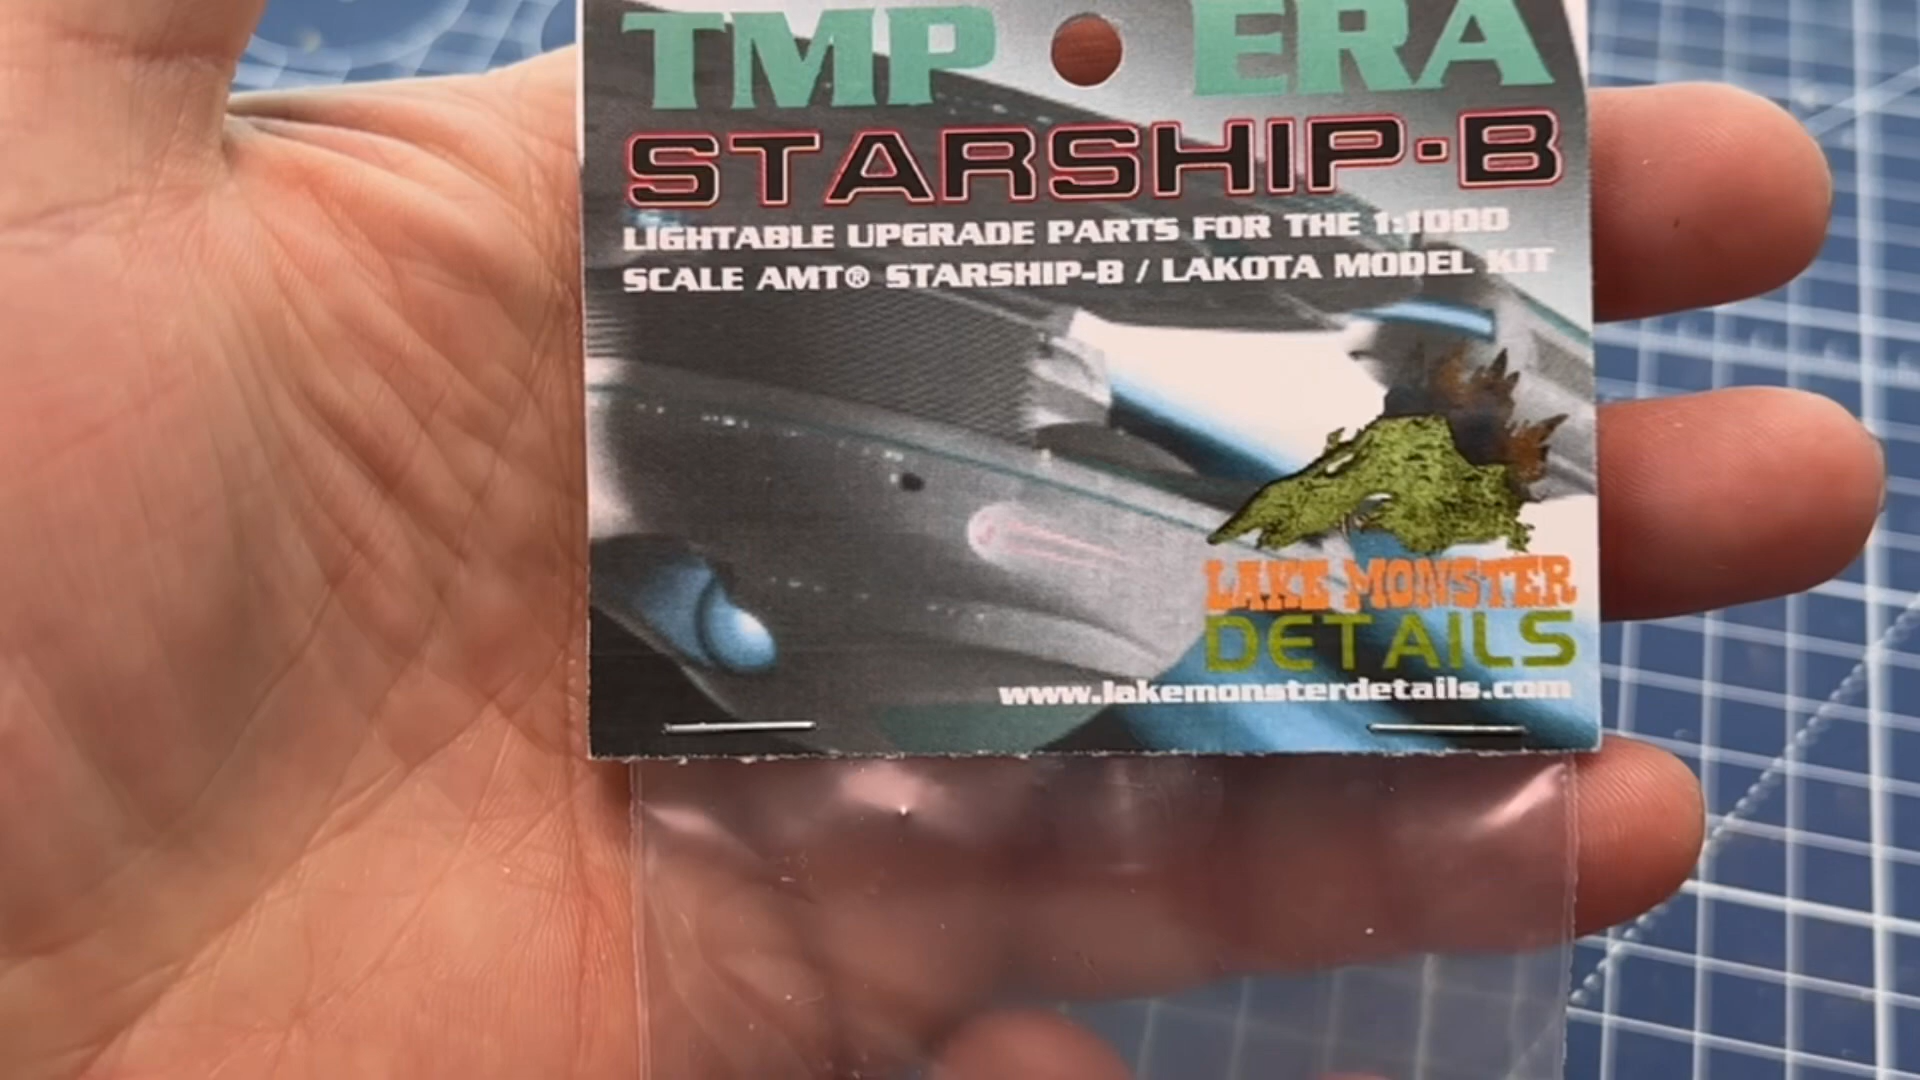 TMP ERA
STARSHIP-B
LIGHTABLE UPGRADE PARTS FOR THE 1:1000
SCALE AMT® STARSHIP-B / LAKOTA MODEL KIT
LAKE MONSTER
DETAILS
www.lakemonsterdetails.com